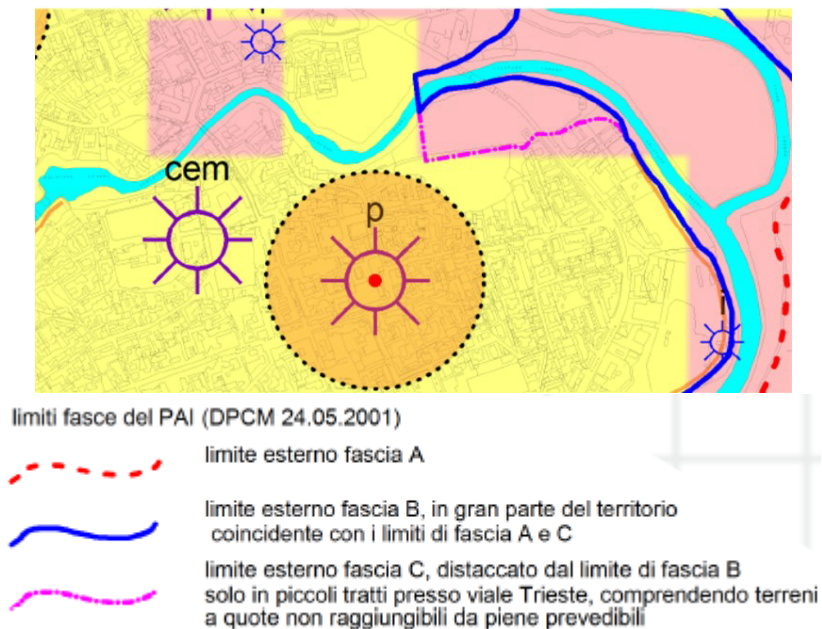 cem
p
i
limiti fasce del PAI (DPCM 24.05.2001)
limite esterno fascia A
limite esterno fascia B, in gran parte del territorio
coincidente con i limiti di fascia A e C
limite esterno fascia C, distaccato dal limite di fascia B
solo in piccoli tratti presso viale Trieste, comprendendo terreni
a quote non raggiungibili da piene prevedibili